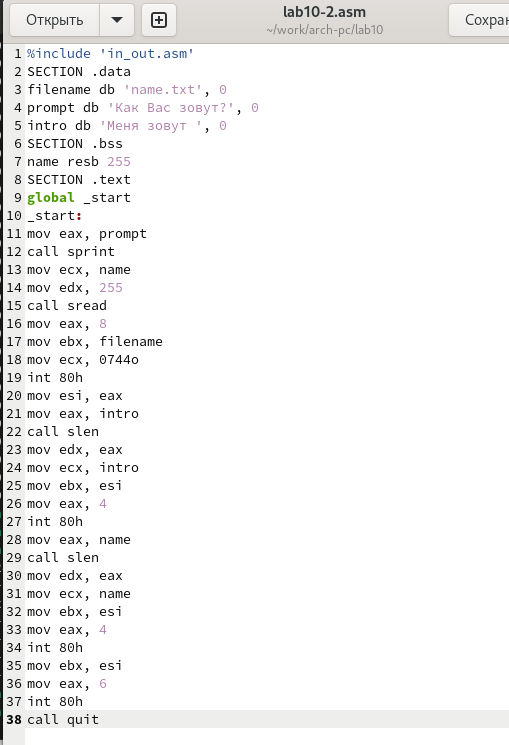 Открыть
lab10-2.asm
~/work/arch-pc/lab10
Сохран
1 %include 'in_out.asm'
2 SECTION .data
3 filename db 'name.txt', 0
4 prompt db 'Как Вас зовут?', 0
5 intro db 'Меня зовут ', 0
6 SECTION .bss
7 name resb 255
8 SECTION .text
9 global _start
10 _start:
11 mov eax, prompt
12 call sprint
13 mov ecx, name
14 mov edx, 255
15 call sread
16 mov eax, 8
17 mov ebx, filename
18 mov ecx, 0744o
19 int 80h
20 mov esi, eax
21 mov eax, intro
22 call slen
23 mov edx, eax
24 mov ecx, intro
25 mov ebx, esi
26 mov eax, 4
27 int 80h
28 mov eax, name
29 call slen
30 mov edx, eax
31 mov ecx, name
32 mov ebx, esi
33 mov eax, 4
34 int 80h
35 mov ebx, esi
36 mov eax, 6
37 int 80h
38 call quit